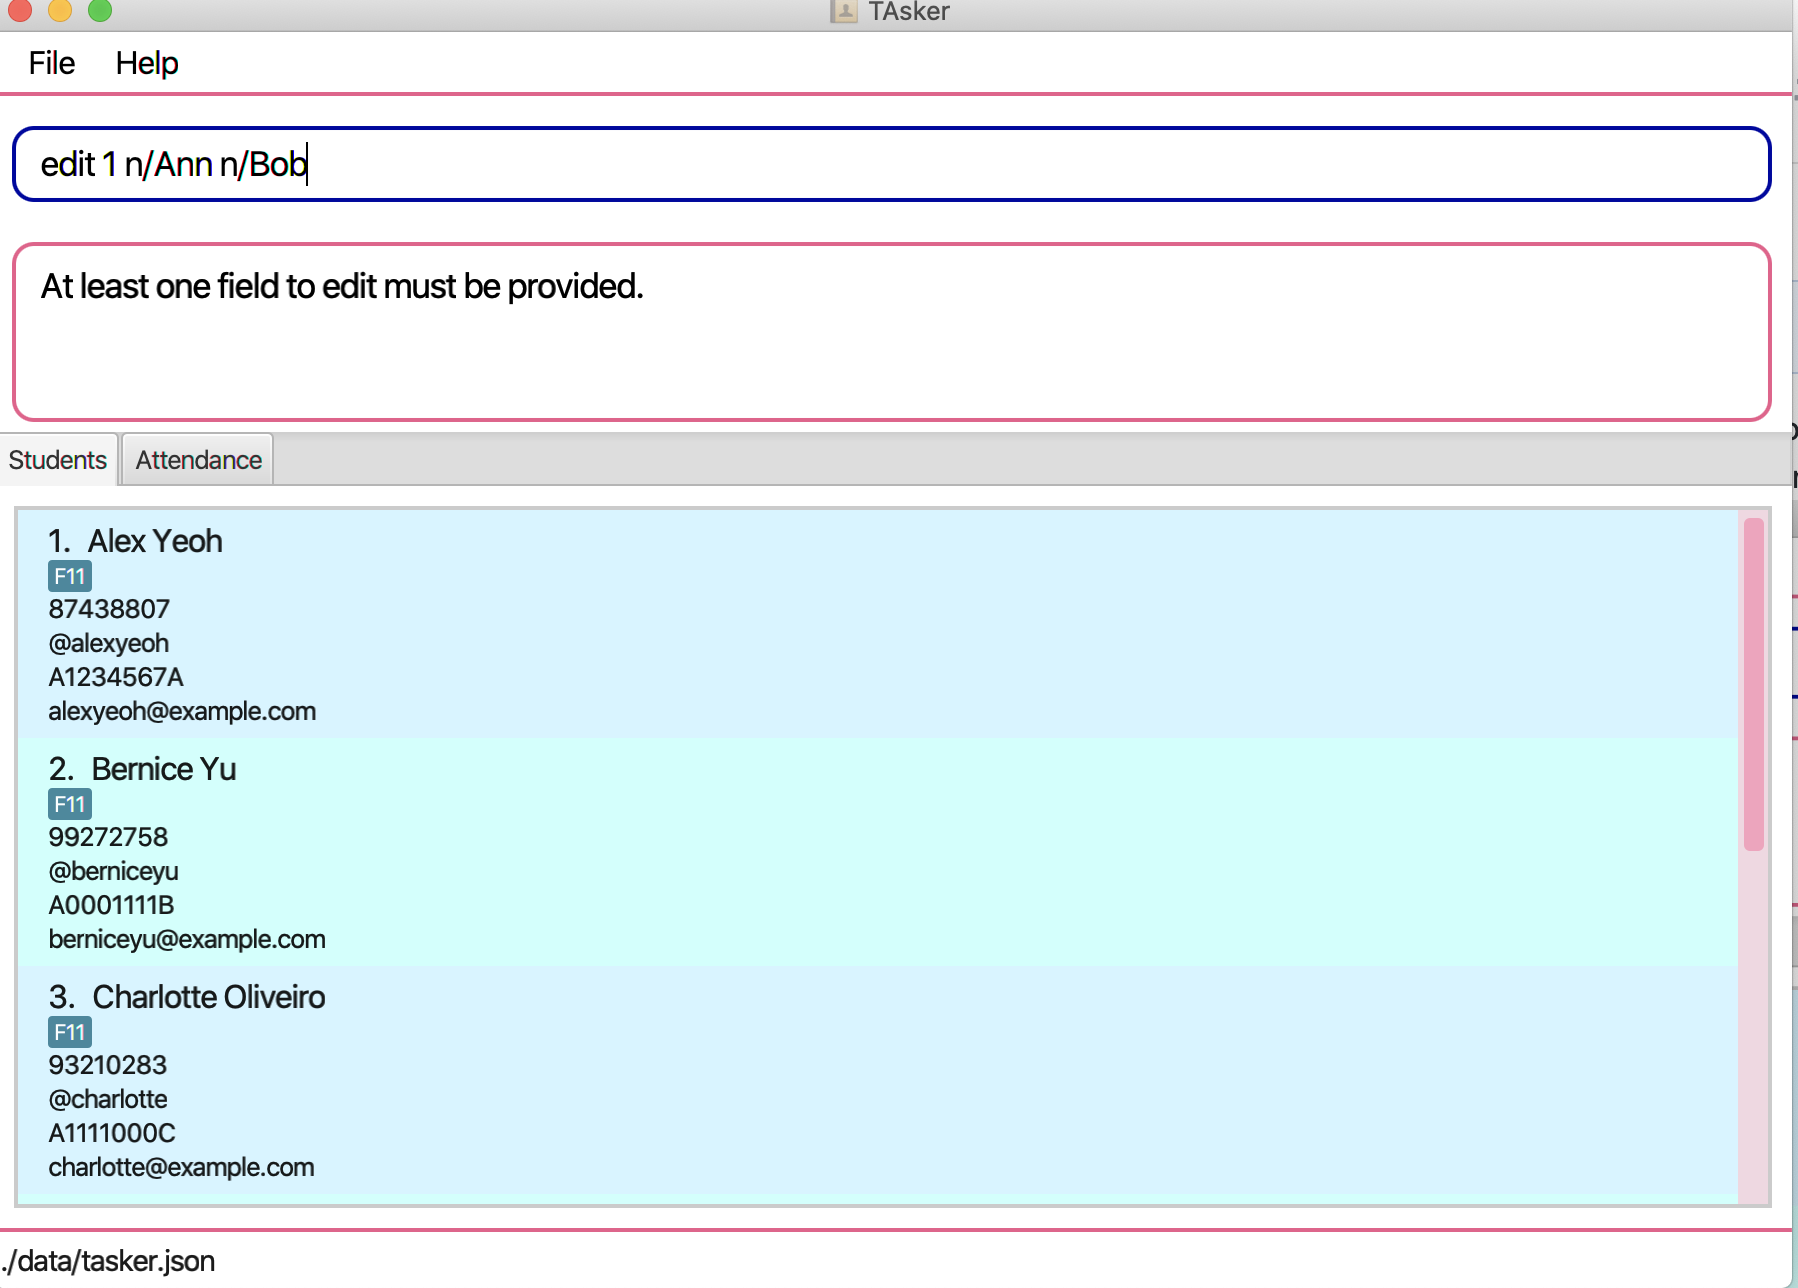 TAsker
File Help
edit 1 n/Ann n/Bob
At least one field to edit must be provided.
Students Attendance
1. Alex Yeoh
F11
87438807
@alexyeoh
A1234567A
alexyeoh@example.com
2. Bernice Yu
F11
99272758
@berniceyu
A0001111B
berniceyu@example.com
3. Charlotte Oliveiro
F11
93210283
@charlotte
A1111000C
charlotte@example.com
./data/tasker.json